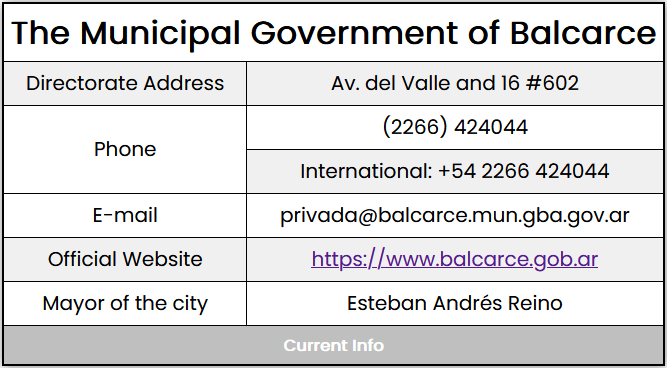 The Municipal Government of Balcarce
Directorate Address
Av. del Valle and 16 #602
Phone
(2266) 424044
International: +54 2266 424044
E-mail
privada@balcarce.mun.gba.gov.ar
Official Website
https://www.balcarce.gob.ar
Mayor of the city
Esteban Andrés Reino
Current Info